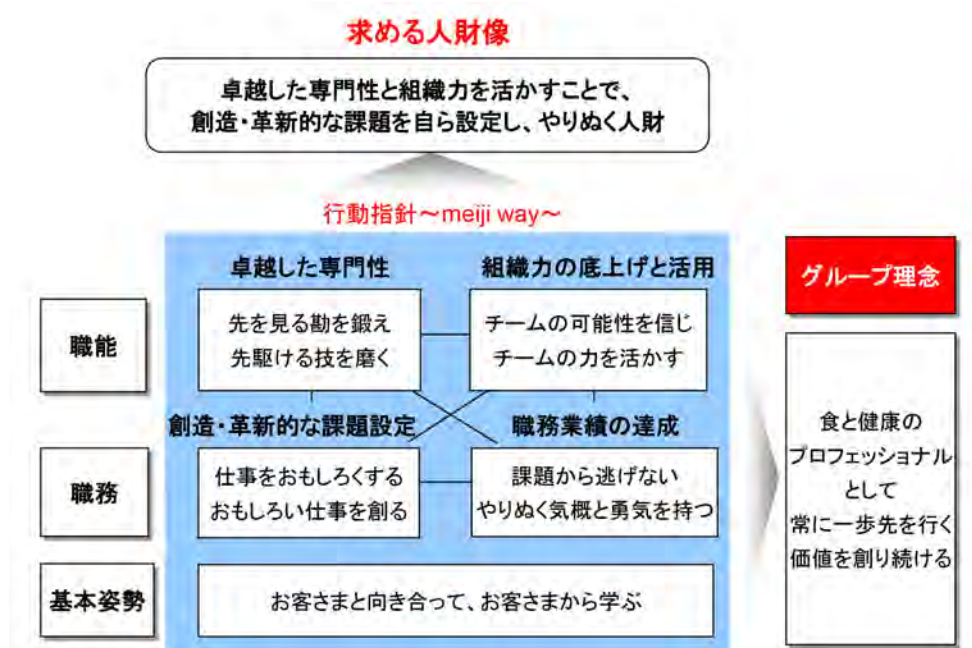 求める人財像
卓越した専門性と組織力を活かすことで、
創造・革新的な課題を自ら設定し、やりぬく人財
行動指針～meiji way～
卓越した専門性
組織力の底上げと活用
グループ理念
職能
先を見る勘を鍛え
先駆ける技を磨く
チームの可能性を信じ
チームの力を活かす
創造・革新的な課題設定
職務業績の達成
職務
仕事をおもしろくする
おもしろい仕事を創る
課題から逃げない
やりぬく気概と勇気を持つ
食と健康の
プロフェッショナル
として
常に一歩先を行く
価値を創り続ける
基本姿勢
お客さまと向き合って、お客さまから学ぶ